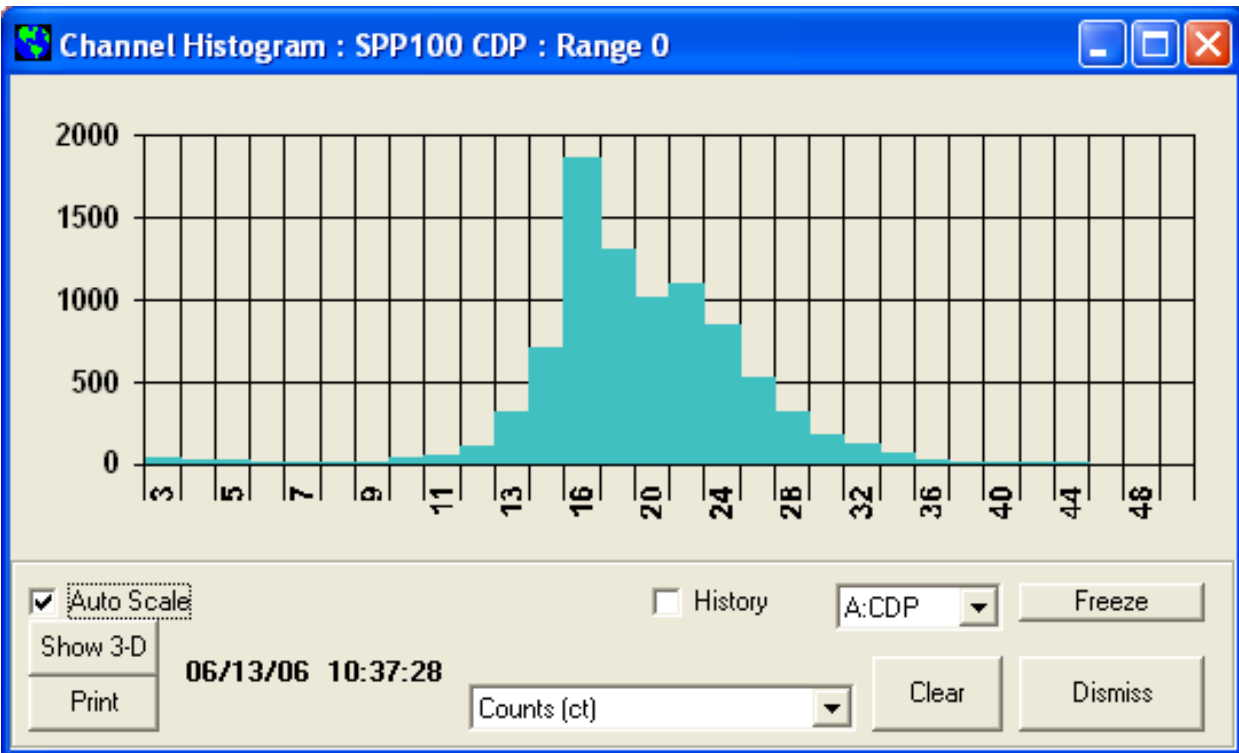 Channel Histogram : SPP100 CDP : Range 0
2000
1500
1000
500
0
3 5 7 9 11 13 16 20 24 28 32 36 40 44 48
Auto Scale
History
A:CDP
Freeze
Show 3-D
06/13/06 10:37:28
Print
Counts (ct)
Clear
Dismiss